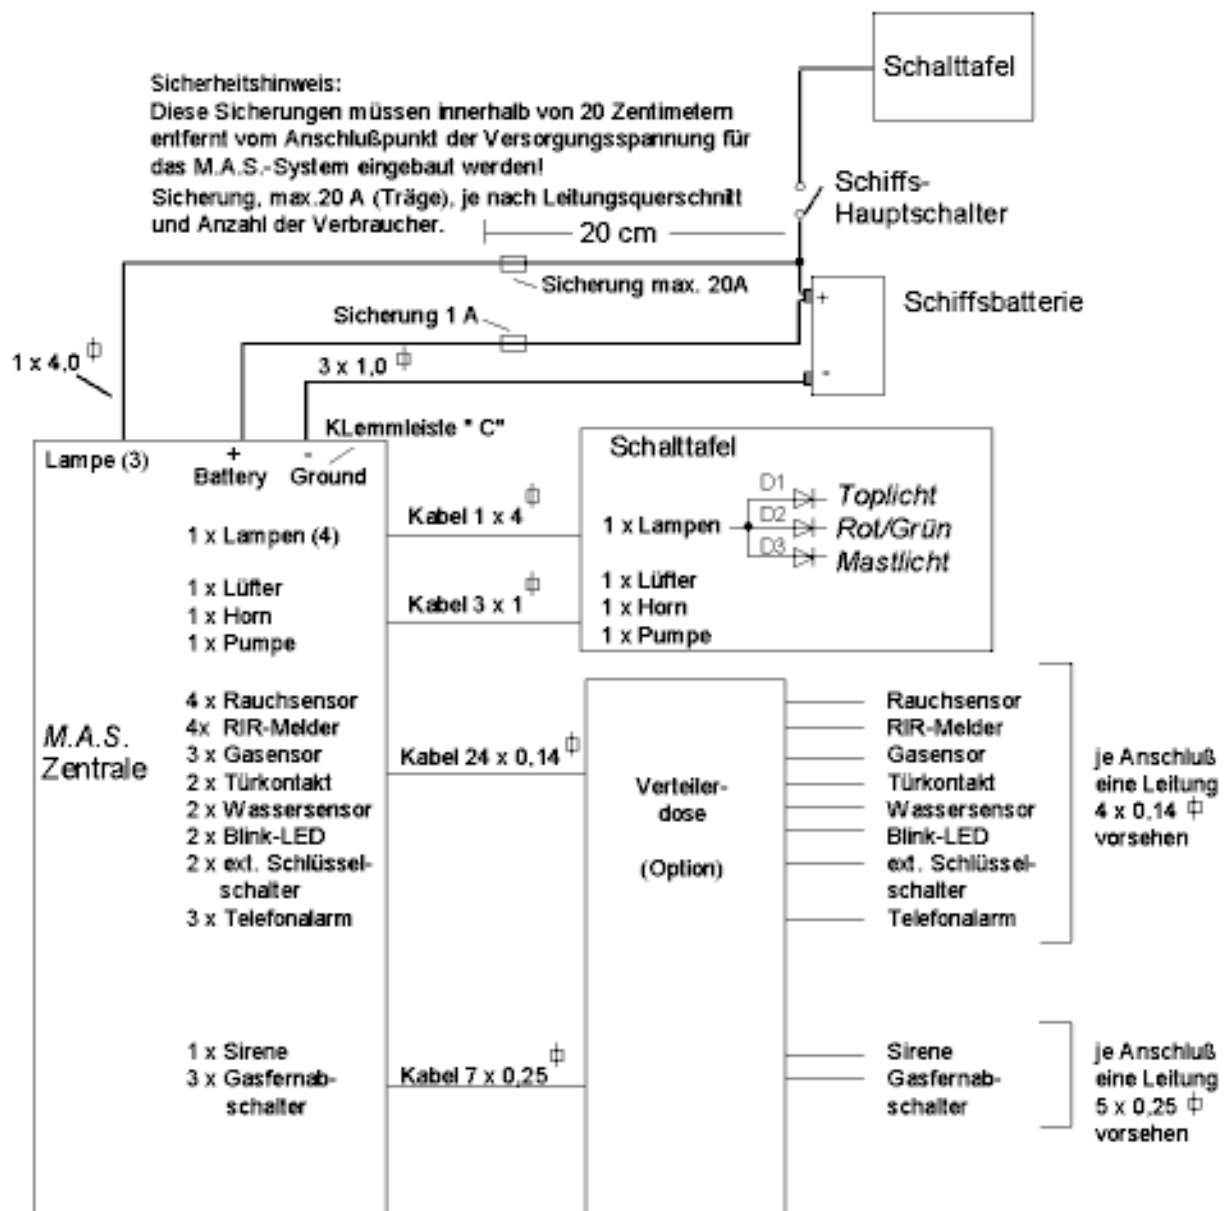 Schalttafel
Sicherheitshinweis:
Diese Sicherungen müssen innerhalb von 20 Zentimetern
entfernt vom Anschlußpunkt der Versorgungsspannung für
das M.A.S.-System eingebaut werden!
Sicherung, max.20 A (Träge), je nach Leitungsquerschnitt
und Anzahl der Verbraucher.
Schiffs-
Hauptschalter
20 cm
Sicherung max. 20A
Schiffsbatterie
+
-
Sicherung 1 A
1 x 4,0
3 x 1,0
KLemmleiste " C"
Lampe (3)
+
Battery
-
Ground
Schalttafel
1 x Lampen (4)
Kabel 1 x 4
1 x Lampen
D1
Toplicht
D2
Rot/Grün
D3
Mastlicht
1 x Lüfter
1 x Horn
1 x Pumpe
Kabel 3 x 1
1 x Lüfter
1 x Horn
1 x Pumpe
M.A.S.
Zentrale
4 x Rauchsensor
4x RIR-Melder
3 x Gasensor
2 x Türkontakt
2 x Wassersensor
2 x Blink-LED
2 x ext. Schlüssel-
schalter
3 x Telefonalarm
Kabel 24 x 0,14
Verteiler-
dose
(Option)
Rauchsensor
RIR-Melder
Gasensor
Türkontakt
Wassersensor
Blink-LED
ext. Schlüssel-
schalter
Telefonalarm
je Anschluß
eine Leitung
4 x 0,14
vorsehen
1 x Sirene
3 x Gasfernab-
schalter
Kabel 7 x 0,25
Sirene
Gasfernab-
schalter
je Anschluß
eine Leitung
5 x 0,25
vorsehen